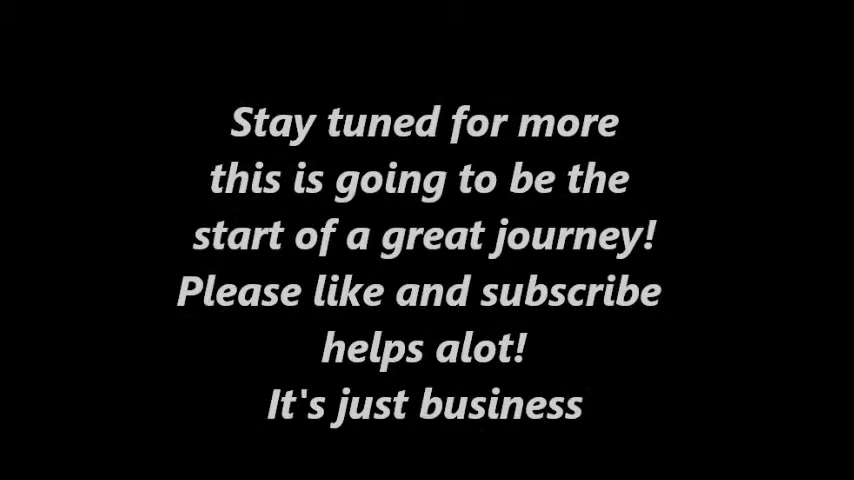 Stay tuned for more
this is going to be the
start of a great journey!
Please like and subscribe
helps alot!
It's just business